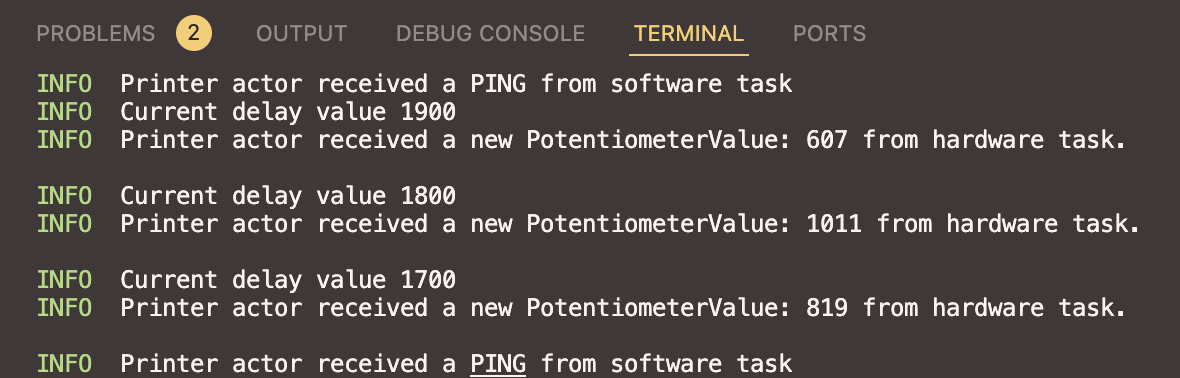 PROBLEMS 2 OUTPUT DEBUG CONSOLE TERMINAL PORTS
INFO Printer actor received a PING from software task
INFO Current delay value 1900
INFO Printer actor received a new PotentiometerValue: 607 from hardware task.
INFO Current delay value 1800
INFO Printer actor received a new PotentiometerValue: 1011 from hardware task.
INFO Current delay value 1700
INFO Printer actor received a new PotentiometerValue: 819 from hardware task.
INFO Printer actor received a PING from software task